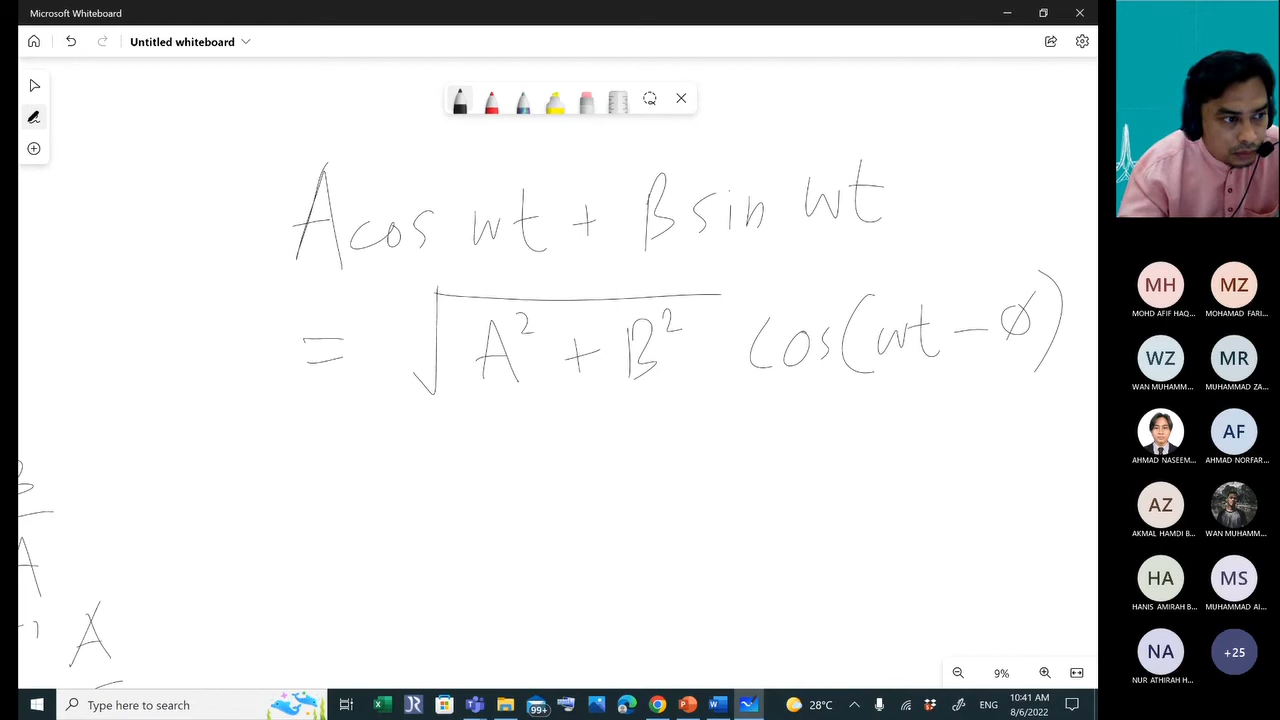 Microsoft Whiteboard
Untitled whiteboard
A cos wt + B sin wt
= √(A² + B²) cos(wt − ø)
A
A
MH
MZ
MOHD AFIF HAQ...
MOHAMAD FARI...
WZ
MR
WAN MUHAMM...
MUHAMMAD ZA...
AF
AHMAD NASEEM...
AHMAD NORFAR...
AZ
AKMAL HAMDI B...
WAN MUHAMM...
HA
MS
HANIS AMIRAH B...
MUHAMMAD AI...
NA
+25
NUR ATHIRAH H...
9%
Type here to search
99+
28°C
ENG
10:41 AM
8/6/2022